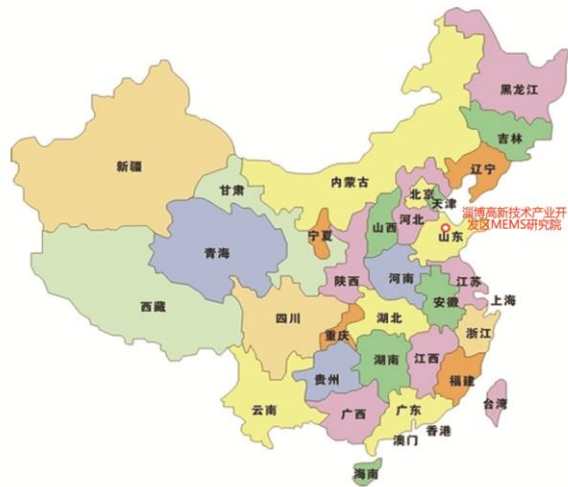 黑龙江
吉林
辽宁
新疆
内蒙古
甘肃
北京
天津
淄博高新技术产业开
发区MEMS研究院
河北
山西
山东
宁夏
青海
陕西
河南
江苏
西藏
安徽
上海
四川
湖北
重庆
浙江
湖南
江西
贵州
福建
云南
广西
广东
台湾
香港
澳门
海南